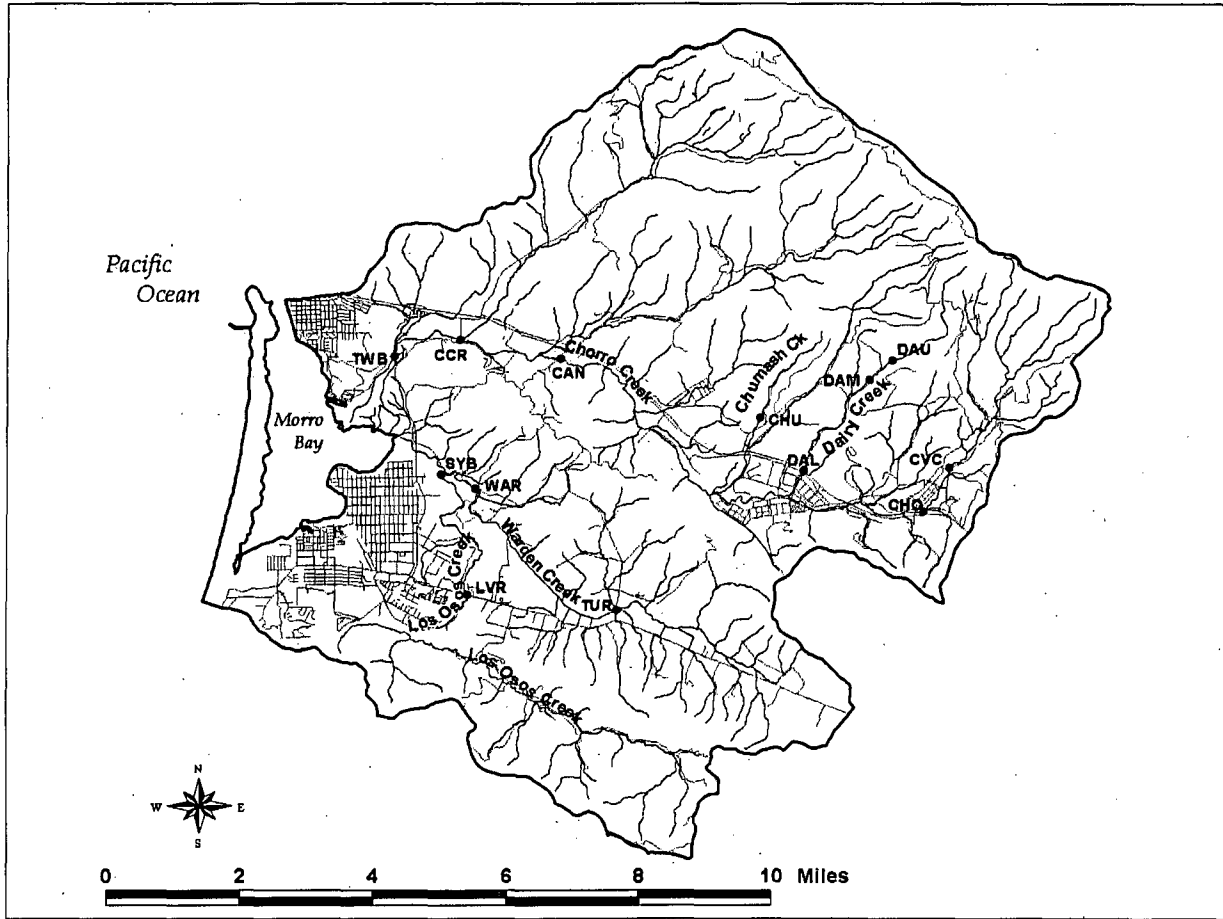 Pacific
Ocean
TWB
CCR
CAN
Chorro Creek
Chumash Ck
CHU
DAU
DAM
Dairy Creek
DAL
CVC
CHO
Morro
Bay
SYB
WAR
Warden Creek
TUR
Los Osos Creek
LVR
Los Osos Creek
N
W E
S
0 2 4 6 8 10 Miles